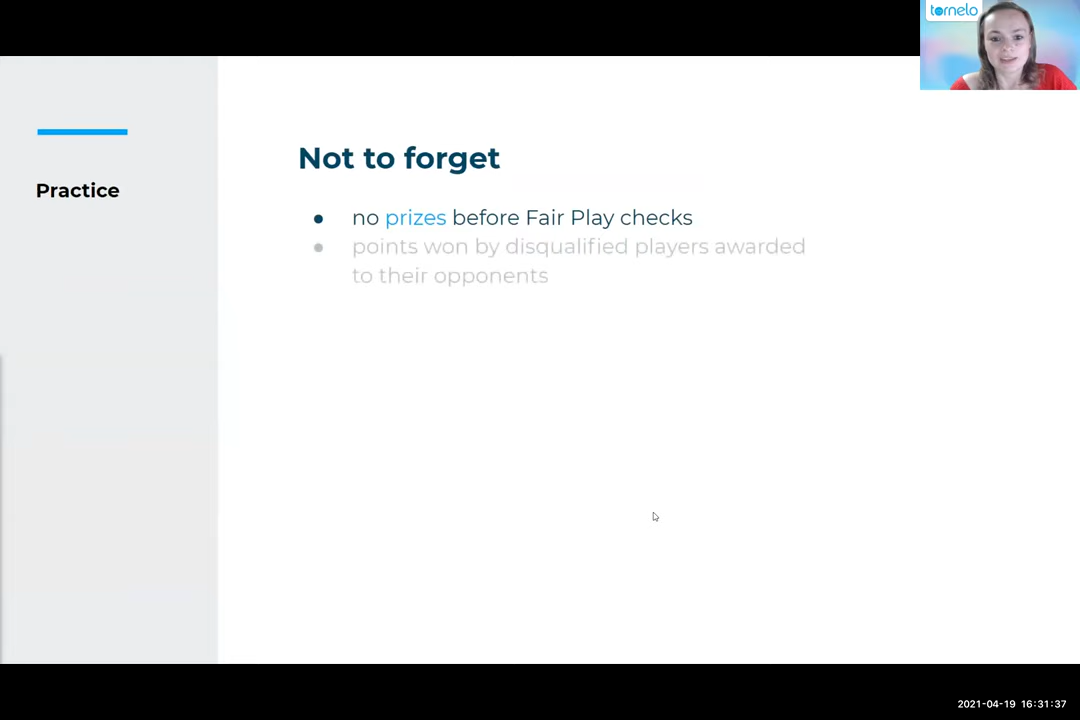 tornelo
Not to forget
Practice
no prizes before Fair Play checks
points won by disqualified players awarded
to their opponents
2021-04-19 16:31:37